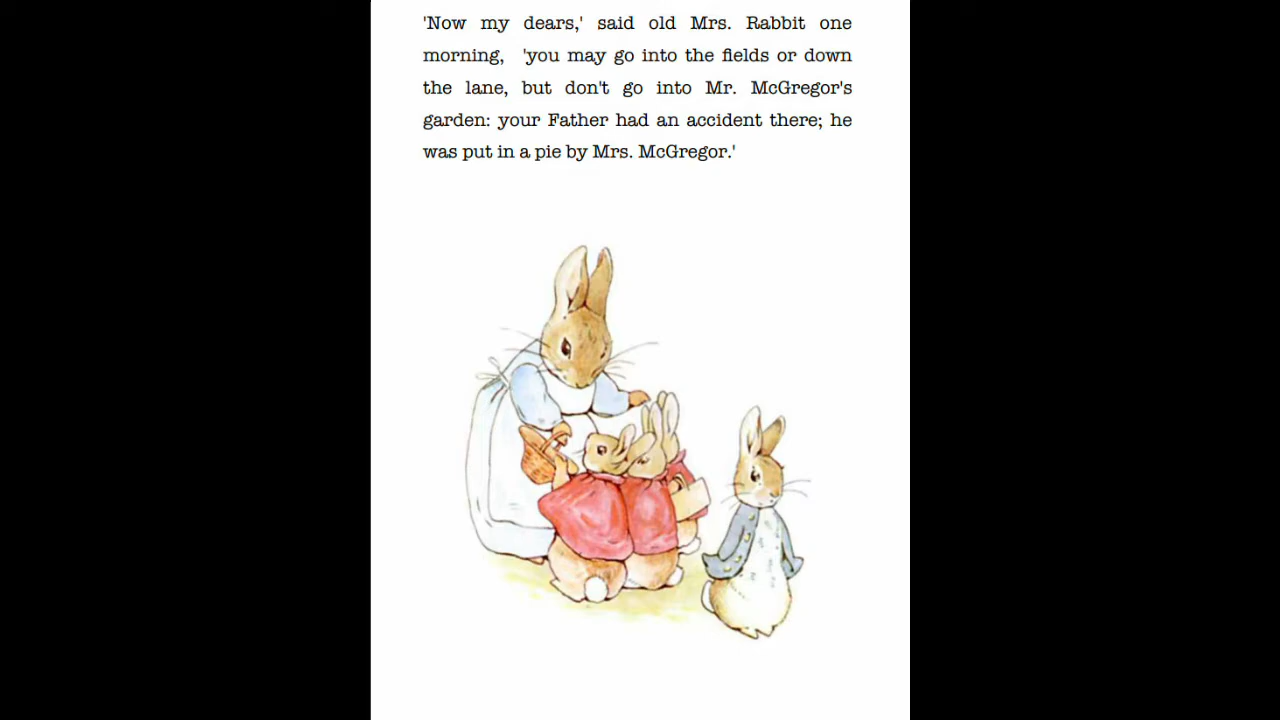 'Now my dears,' said old Mrs. Rabbit one
morning, 'you may go into the fields or down
the lane, but don't go into Mr. McGregor's
garden: your Father had an accident there; he
was put in a pie by Mrs. McGregor.'